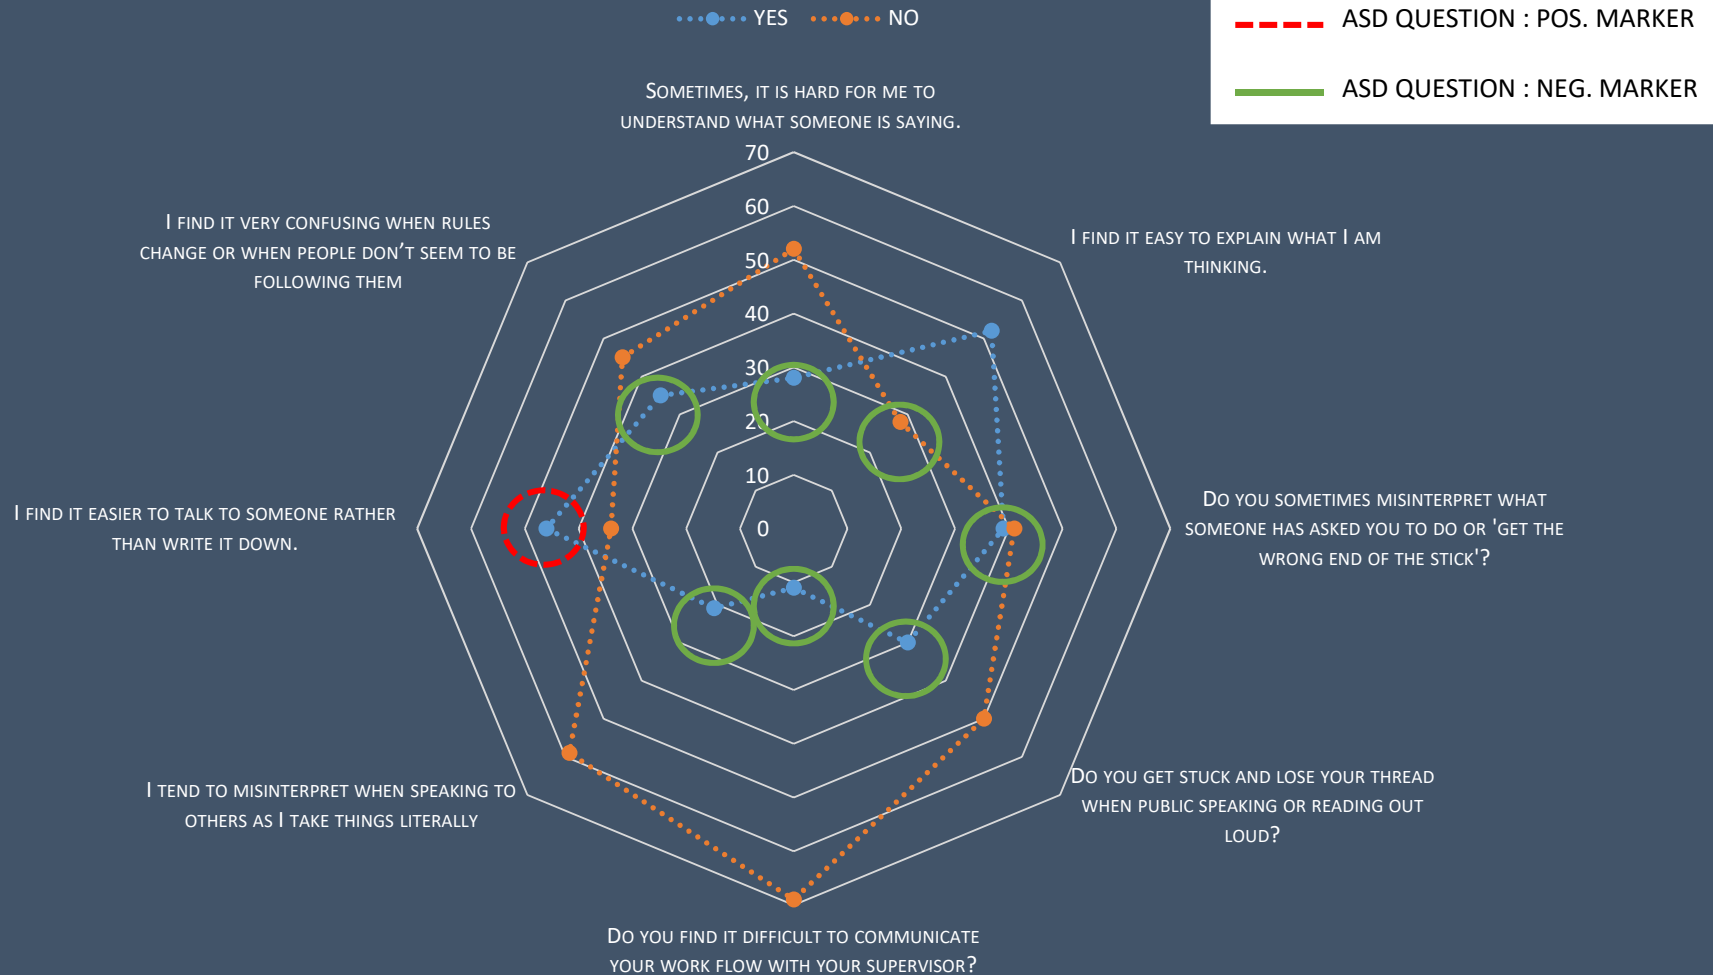 YES
NO
ASD QUESTION : POS. MARKER
ASD QUESTION : NEG. MARKER
SOMETIMES, IT IS HARD FOR ME TO
UNDERSTAND WHAT SOMEONE IS SAYING.
I FIND IT EASY TO EXPLAIN WHAT I AM
THINKING.
DO YOU SOMETIMES MISINTERPRET WHAT
SOMEONE HAS ASKED YOU TO DO OR 'GET THE
WRONG END OF THE STICK'?
DO YOU GET STUCK AND LOSE YOUR THREAD
WHEN PUBLIC SPEAKING OR READING OUT
LOUD?
DO YOU FIND IT DIFFICULT TO COMMUNICATE
YOUR WORK FLOW WITH YOUR SUPERVISOR?
I TEND TO MISINTERPRET WHEN SPEAKING TO
OTHERS AS I TAKE THINGS LITERALLY
I FIND IT EASIER TO TALK TO SOMEONE RATHER
THAN WRITE IT DOWN.
I FIND IT VERY CONFUSING WHEN RULES
CHANGE OR WHEN PEOPLE DON’T SEEM TO BE
FOLLOWING THEM
70
60
50
40
30
20
10
0